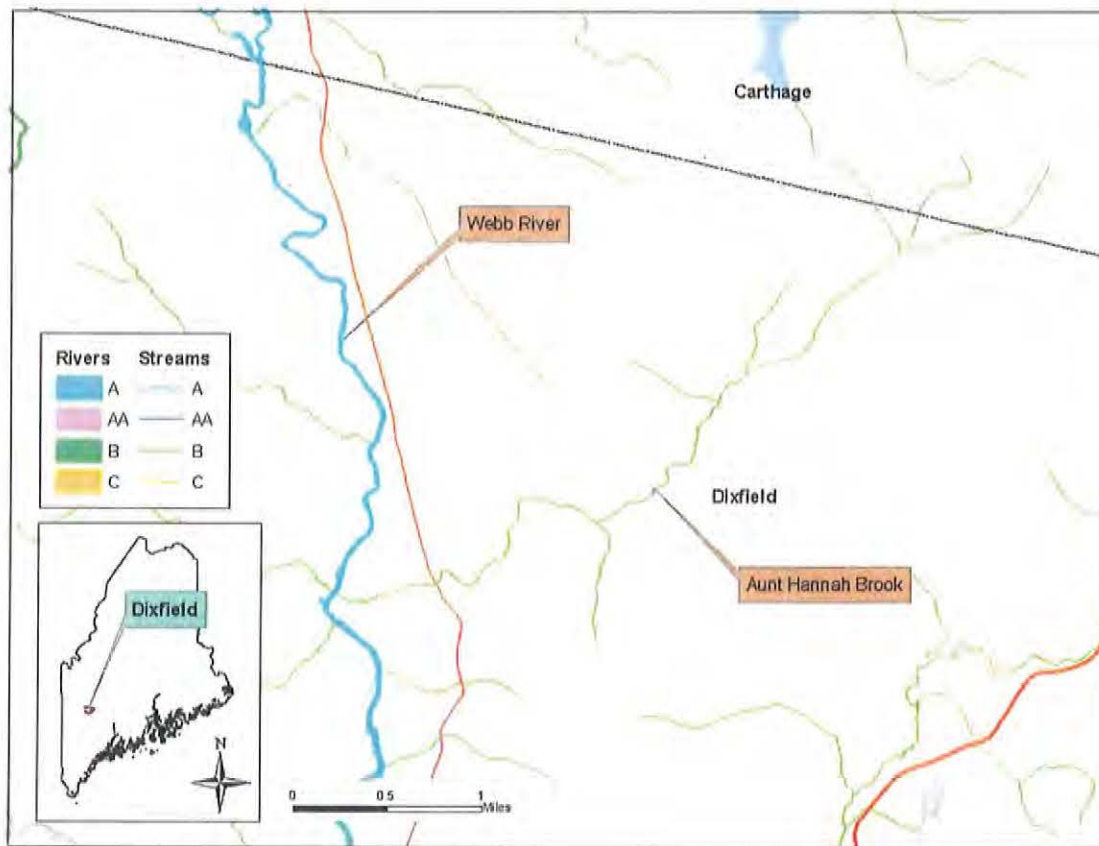 Carthage
Webb River
Rivers Streams
A A
AA AA
B B
C C
Dixfield
Aunt Hannah Brook
Dixfield
N
0 0.5 1
Miles